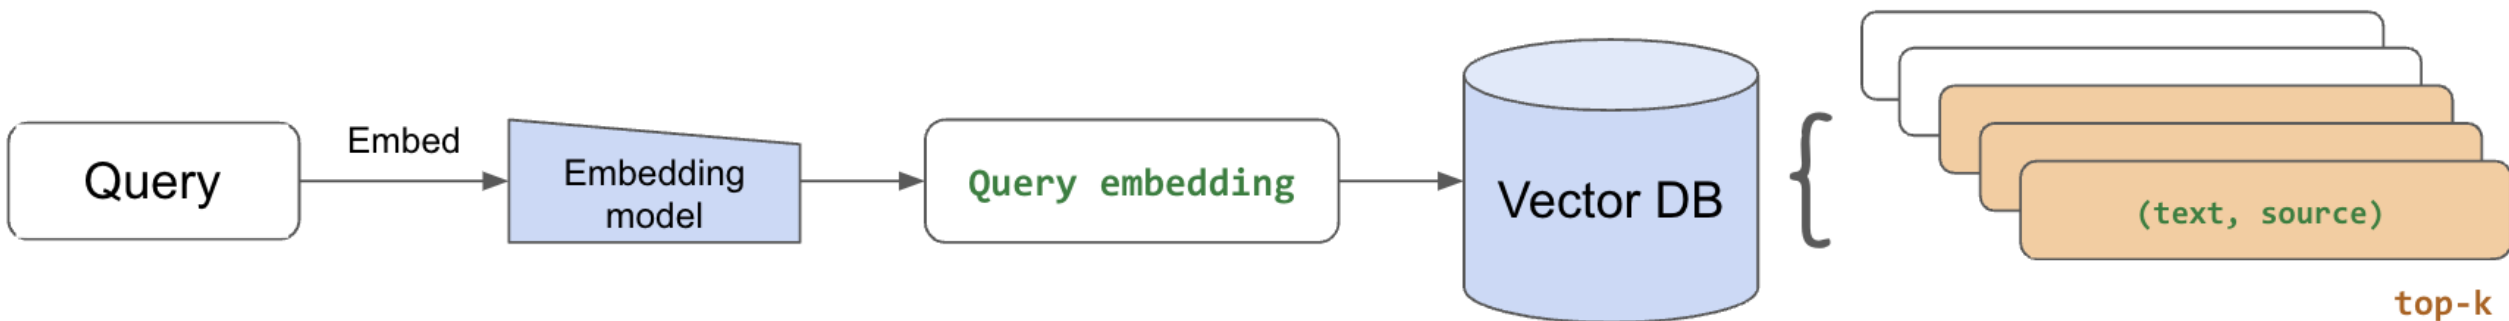 Query
Embed
Embedding
model
Query embedding
Vector DB
(text, source)
top-k